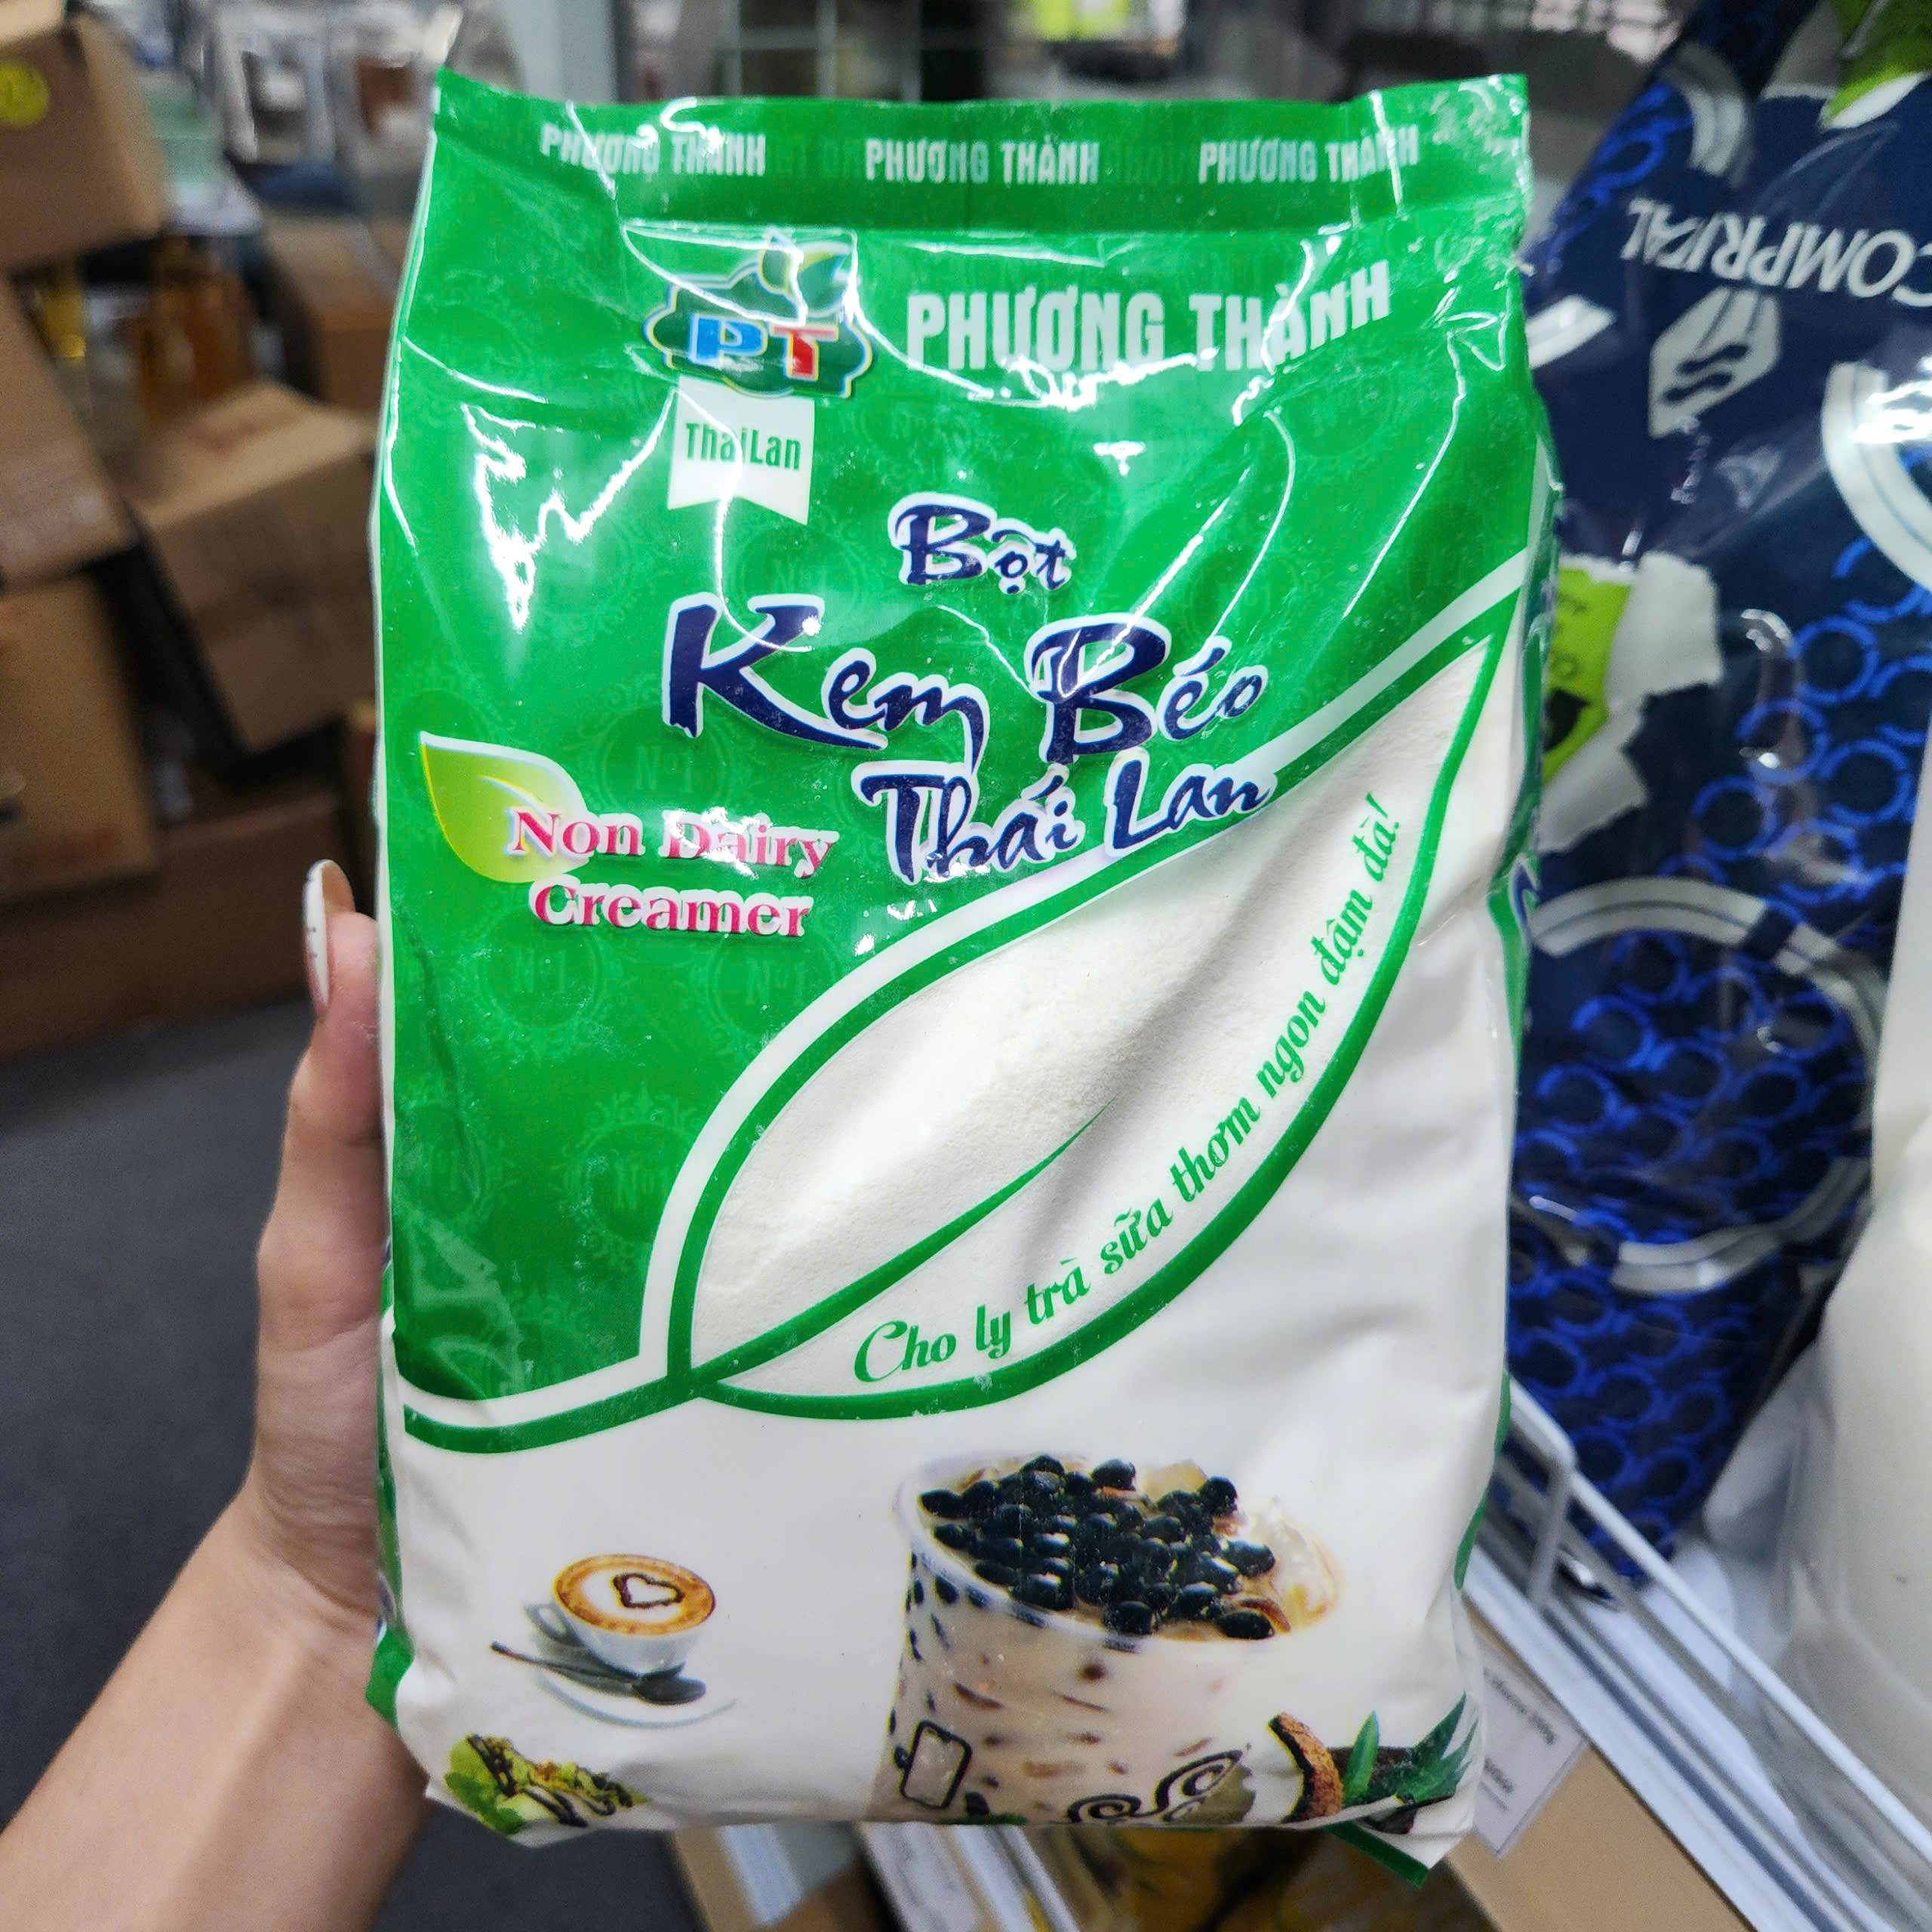 PHƯƠNG THÀNH PHƯƠNG THÀNH PHƯƠNG THÀNH
PT PHƯƠNG THÀNH
ThaiLan
Bột
Kem Béo
Thái Lan
Non Dairy
Creamer
Cho ly trà sữa thơm ngon đậm đà!
COMPRITAL